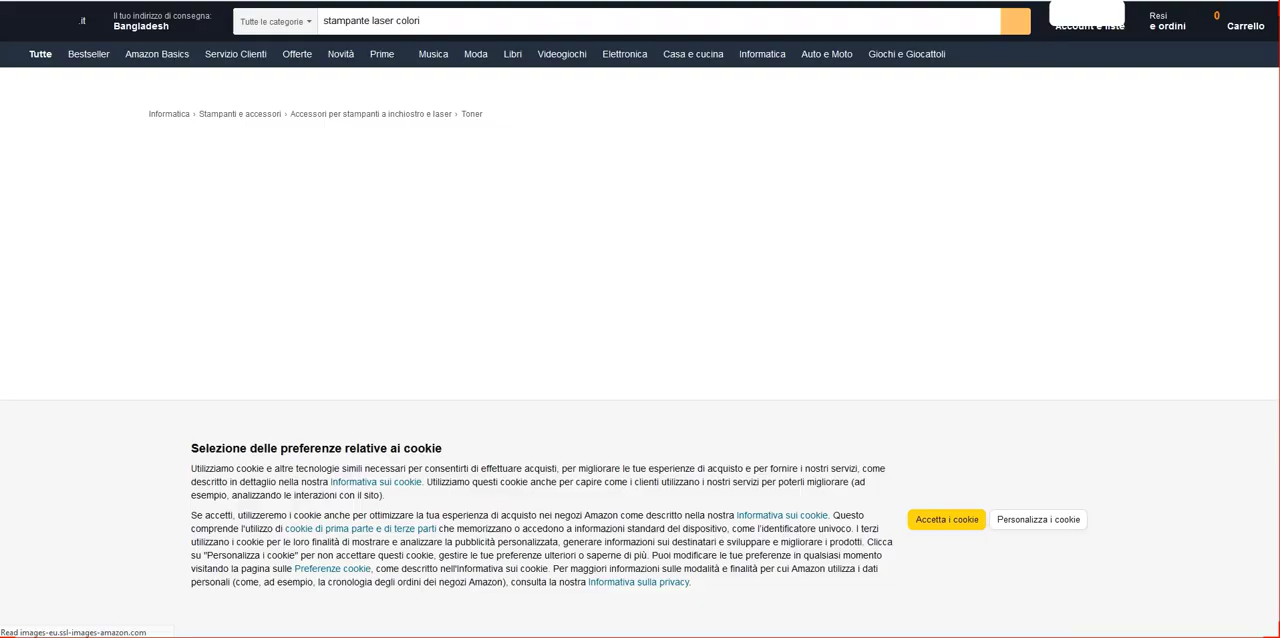 .it
Il tuo indirizzo di consegna:
Bangladesh
Tutte le categorie
stampante laser colori
Account e liste
Resi
e ordini
0
Carrello
Tutte Bestseller Amazon Basics Servizio Clienti Offerte Novità Prime Musica Moda Libri Videogiochi Elettronica Casa e cucina Informatica Auto e Moto Giochi e Giocattoli
Informatica › Stampanti e accessori › Accessori per stampanti a inchiostro e laser › Toner
Selezione delle preferenze relative ai cookie
Utilizziamo cookie e altre tecnologie simili necessari per consentirti di effettuare acquisti, per migliorare le tue esperienze di acquisto e per fornire i nostri servizi, come
descritto in dettaglio nella nostra Informativa sui cookie. Utilizziamo questi cookie anche per capire come i clienti utilizzano i nostri servizi per poterli migliorare (ad
esempio, analizzando le interazioni con il sito).
Se accetti, utilizzeremo i cookie anche per ottimizzare la tua esperienza di acquisto nei negozi Amazon come descritto nella nostra Informativa sui cookie. Questo
comprende l'utilizzo di cookie di prima parte e di terze parti che memorizzano o accedono a informazioni standard del dispositivo, come l'identificatore univoco. I terzi
utilizzano i cookie per le loro finalità di mostrare e analizzare la pubblicità personalizzata, generare informazioni sui destinatari e sviluppare e migliorare i prodotti. Clicca
su "Personalizza i cookie" per non accettare questi cookie, gestire le tue preferenze ulteriori o saperne di più. Puoi modificare le tue preferenze in qualsiasi momento
visitando la pagina sulle Preferenze cookie, come descritto nell'Informativa sui cookie. Per maggiori informazioni sulle modalità e finalità per cui Amazon utilizza i dati
personali (come, ad esempio, la cronologia degli ordini dei negozi Amazon), consulta la nostra Informativa sulla privacy.
Accetta i cookie
Personalizza i cookie
Read images-eu.ssl-images-amazon.com